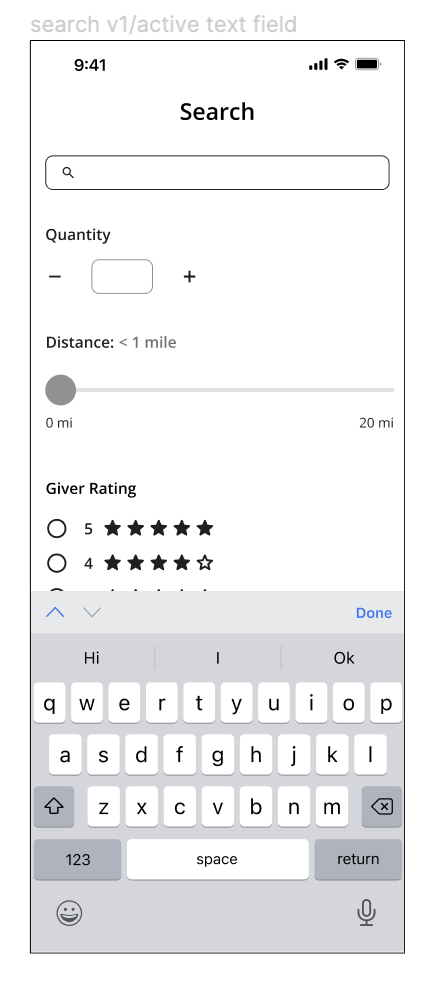 search v1/active text field
9:41
Search
Quantity
− +
Distance: < 1 mile
0 mi 20 mi
Giver Rating
5
4
Done
Hi I Ok
q w e r t y u i o p
a s d f g h j k l
z x c v b n m
123 space return